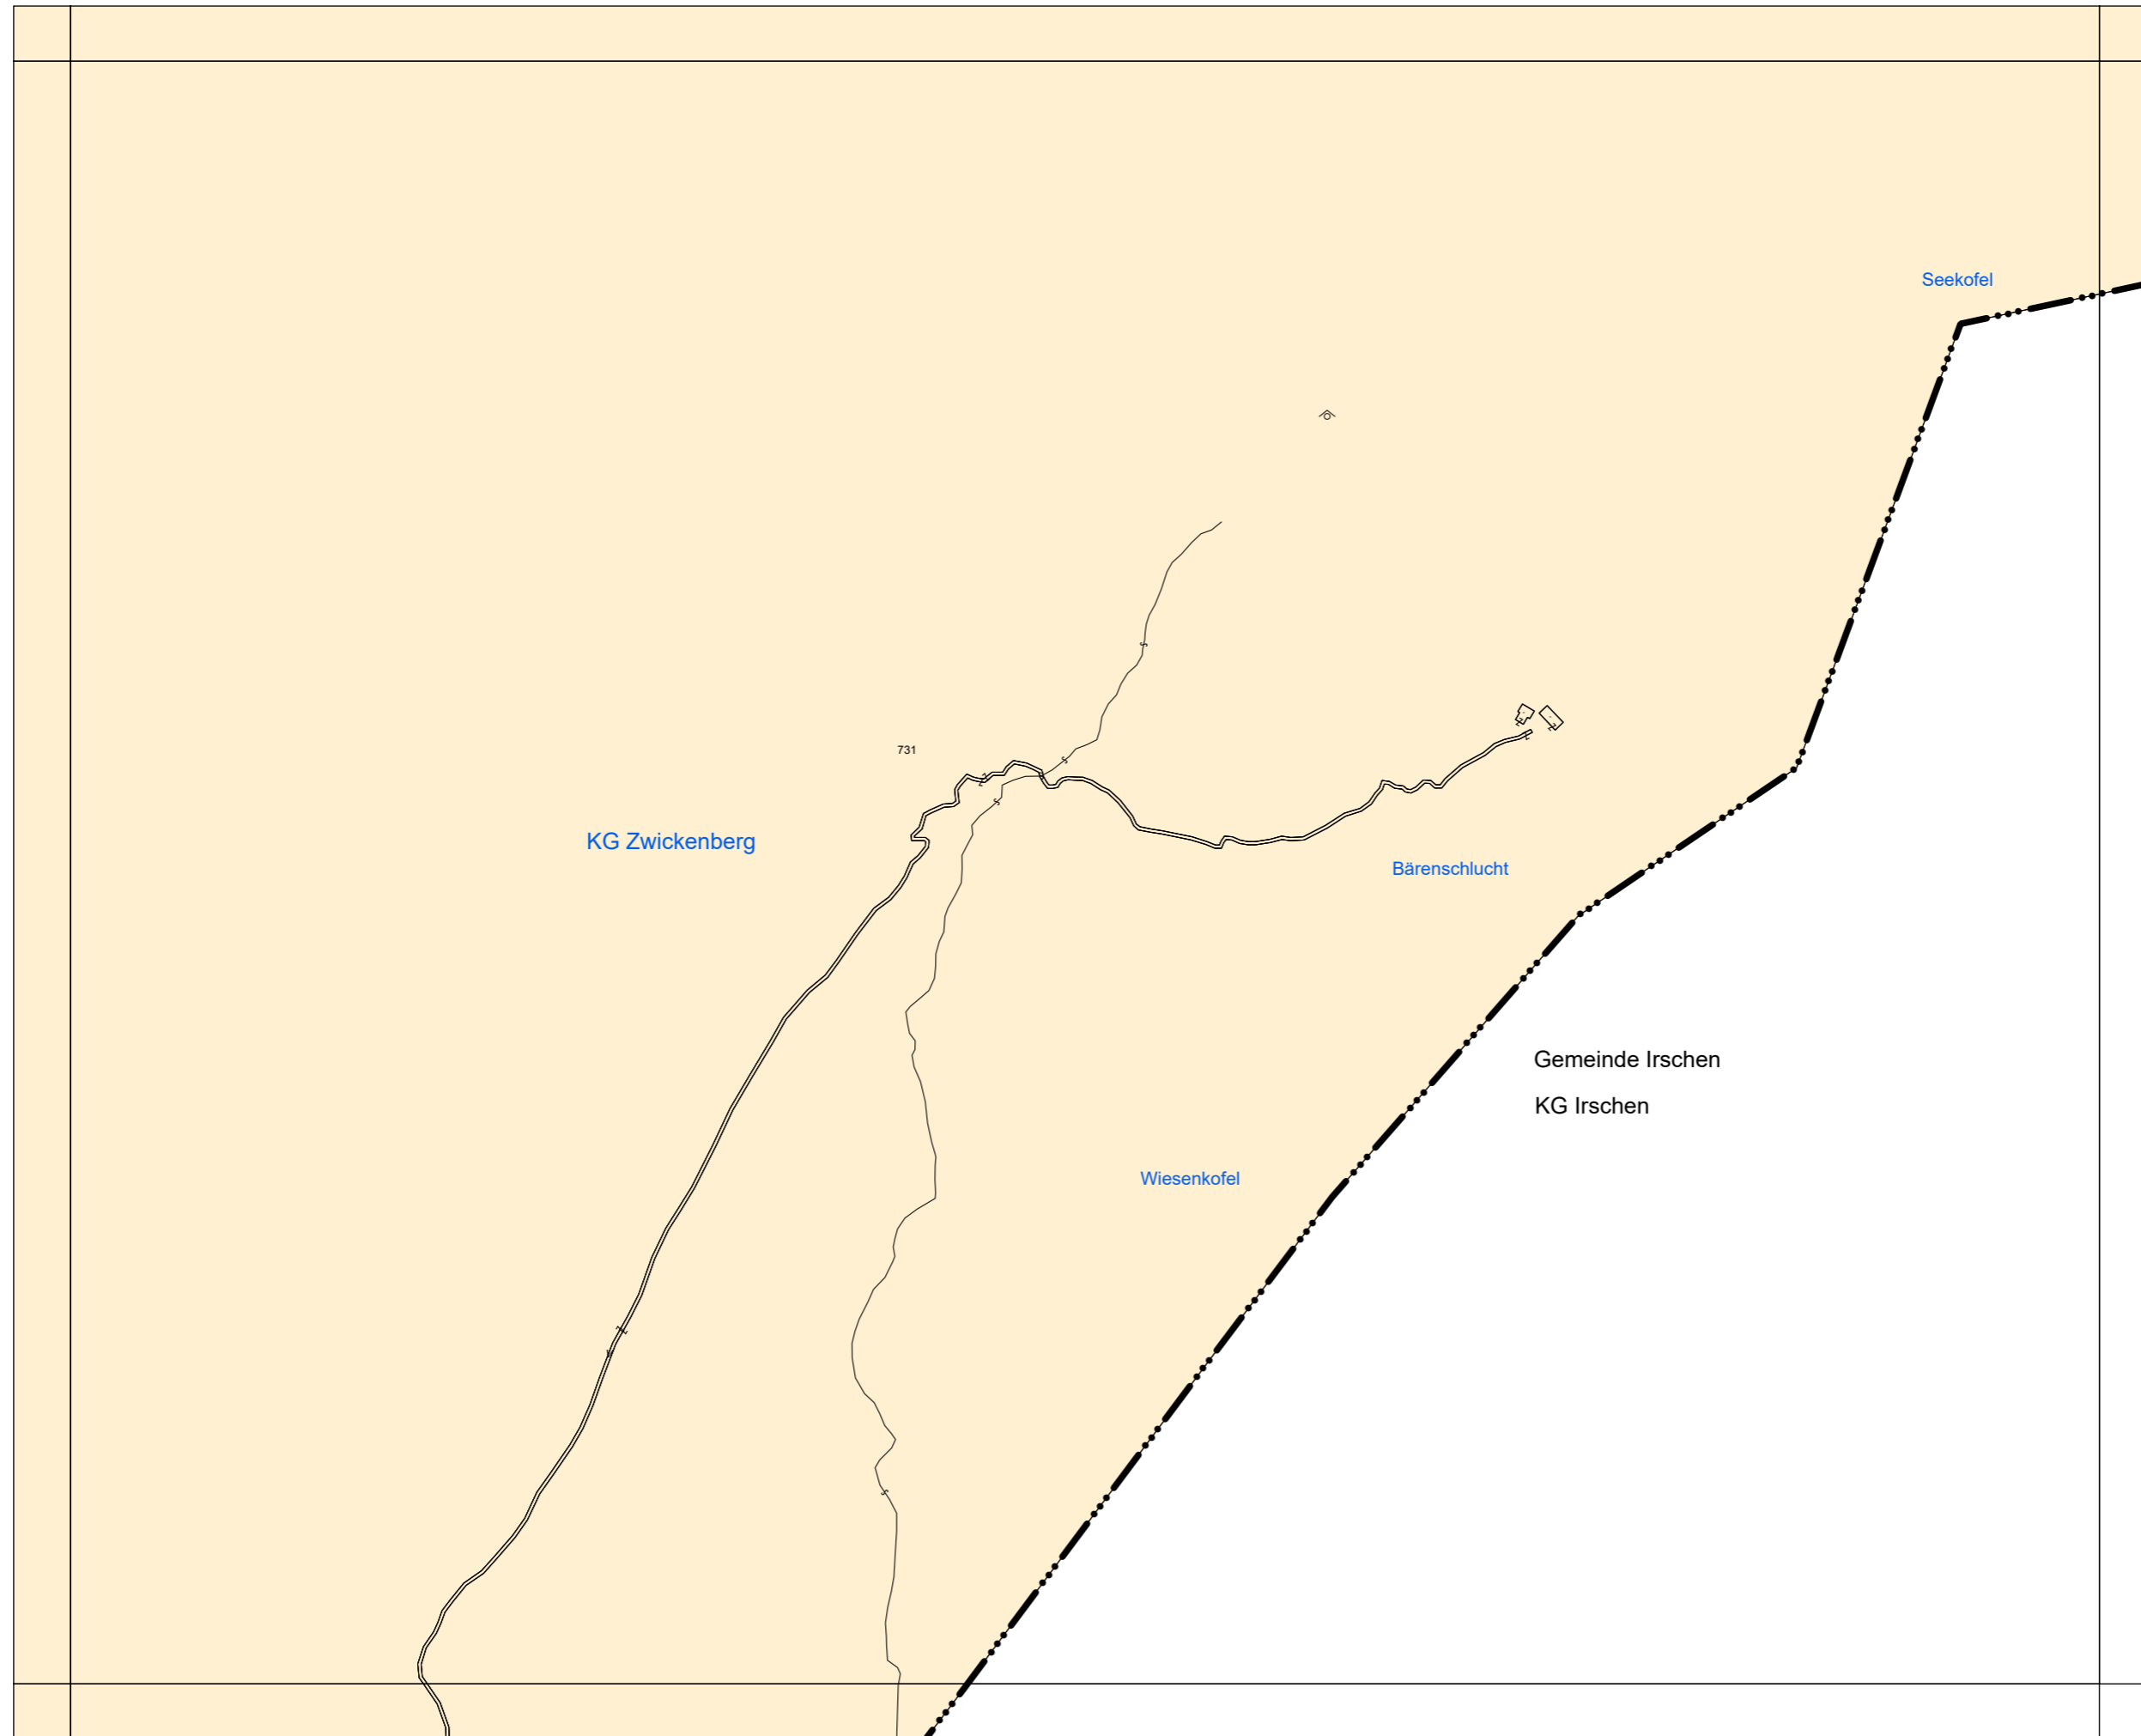 Seekofel
731
KG Zwickenberg
Bärenschlucht
Gemeinde Irschen
KG Irschen
Wiesenkofel